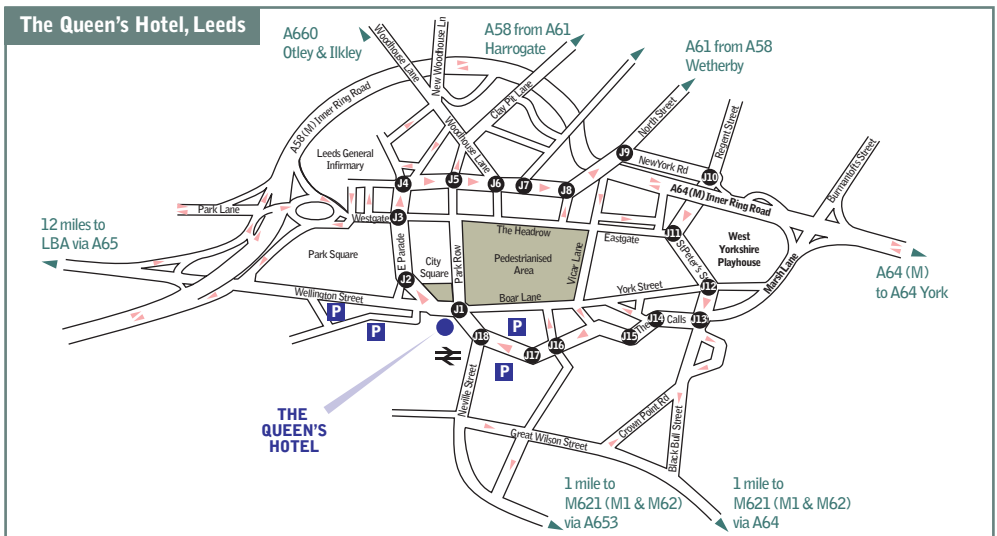 The Queen's Hotel, Leeds
A660
Otley & Ilkley
Woodhouse Lane
New Woodhouse Ln
A58 from A61
Harrogate
A61 from A58
Wetherby
Clay Pit Lane
Woodhouse Lane
North Street
Regent Street
Burmantofts Street
A58 (M) Inner Ring Road
Leeds General
Infirmary
J4
J5
J6
J7
J8
J9
NewYork Rd
J10
A64 (M) Inner Ring Road
Park Lane
Westgate
J3
The Headrow
Eastgate
J11
St Peter's St
West
Yorkshire
Playhouse
12 miles to
LBA via A65
Park Square
E Parade
City
Square
Park Row
Pedestrianised
Area
Vicar Lane
Marsh Lane
A64 (M)
to A64 York
J2
Wellington Street
Boar Lane
York Street
J12
P
P
J1
P
J18
J17
J16
J15
The
J14
Calls
J13
P
Neville Street
THE
QUEEN'S
HOTEL
Great Wilson Street
Crown Point Rd
Black Bull Street
1 mile to
M621 (M1 & M62)
via A653
1 mile to
M621 (M1 & M62)
via A64